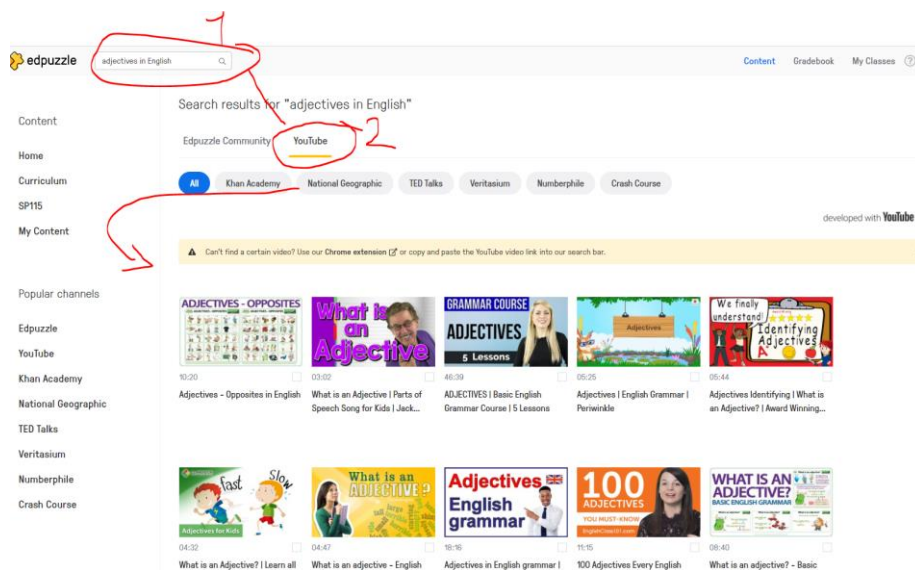 1
edpuzzle
adjectives in English
Content Gradebook My Classes ?
Search results for "adjectives in English"
Edpuzzle Community YouTube 2
All Khan Academy National Geographic TED Talks Veritasium Numberphile Crash Course
developed with YouTube
Can't find a certain video? Use our Chrome extension or copy and paste the YouTube video link into our search bar.
Content
Home
Curriculum
SP115
My Content
Popular channels
Edpuzzle
YouTube
Khan Academy
National Geographic
TED Talks
Veritasium
Numberphile
Crash Course
ADJECTIVES - OPPOSITES
10:20
Adjectives - Opposites in English
What is
an
Adjective
03:02
What is an Adjective | Parts of
Speech Song for Kids | Jack...
GRAMMAR COURSE
ADJECTIVES
5 Lessons
46:39
ADJECTIVES | Basic English
Grammar Course | 5 Lessons
Adjectives
05:25
Adjectives | English Grammar |
Periwinkle
We finally
understand!
Identifying
Adjectives
05:44
Adjectives Identifying | What is
an Adjective? | Award Winning...
fast Slow
Adjectives for Kids
04:32
What is an Adjective? | Learn all
What is an
ADJECTIVE?
04:47
What is an adjective - English
Adjectives
English
grammar
18:16
Adjectives in English grammar |
100
ADJECTIVES
YOU MUST-KNOW
EnglishClass101.com
11:15
100 Adjectives Every English
WHAT IS AN
ADJECTIVE?
BASIC ENGLISH GRAMMAR
08:40
What is an adjective? - Basic